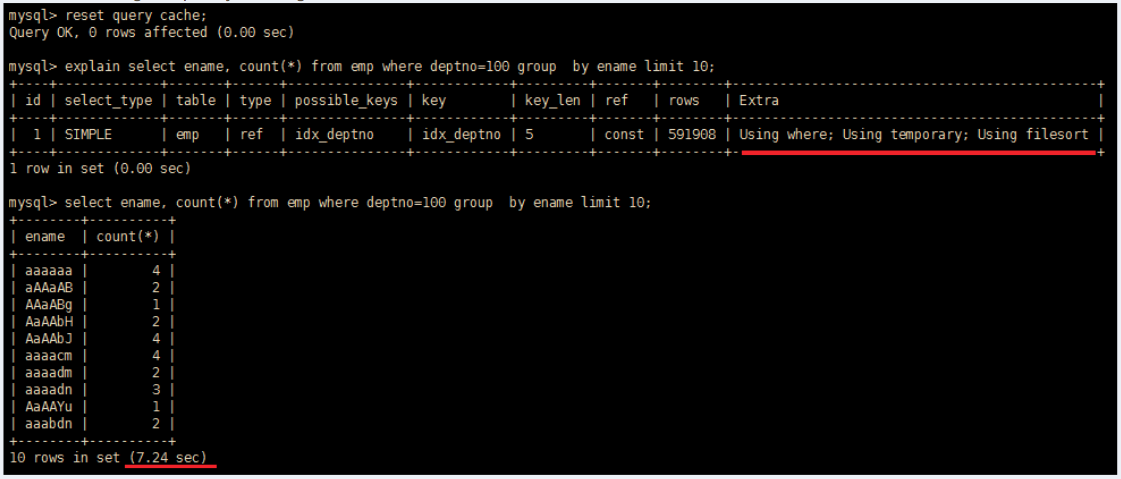 mysql> reset query cache;
Query OK, 0 rows affected (0.00 sec)
mysql> explain select ename, count(*) from emp where deptno=100 group  by ename limit 10;
+----+-------------+-------+------+---------------+------------+---------+-------+--------+----------------------------------------------+
| id | select_type | table | type | possible_keys | key        | key_len | ref   | rows   | Extra                                        |
+----+-------------+-------+------+---------------+------------+---------+-------+--------+----------------------------------------------+
|  1 | SIMPLE      | emp   | ref  | idx_deptno    | idx_deptno | 5       | const | 591908 | Using where; Using temporary; Using filesort |
+----+-------------+-------+------+---------------+------------+---------+-------+--------+----------------------------------------------+
1 row in set (0.00 sec)
mysql> select ename, count(*) from emp where deptno=100 group  by ename limit 10;
+--------+----------+
| ename  | count(*) |
+--------+----------+
| aaaaaa |        4 |
| aAAaAB |        2 |
| AAaABg |        1 |
| AaAAbH |        2 |
| AaAAbJ |        4 |
| aaaacm |        4 |
| aaaadm |        2 |
| aaaadn |        3 |
| AaAAYu |        1 |
| aaabdn |        2 |
+--------+----------+
10 rows in set (7.24 sec)